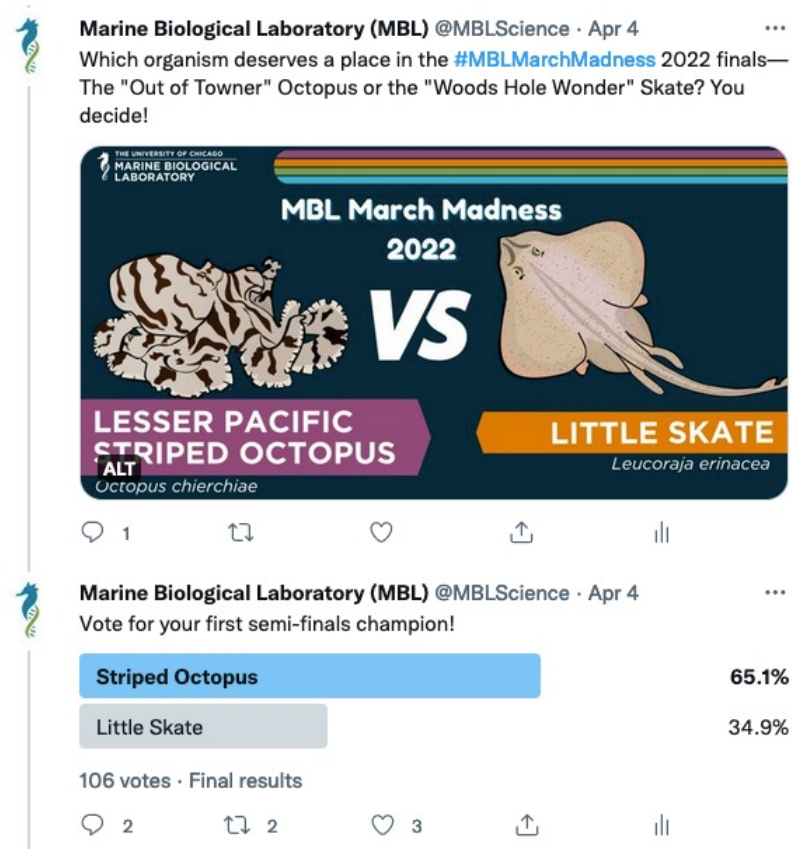 Marine Biological Laboratory (MBL) @MBLScience · Apr 4
Which organism deserves a place in the #MBLMarchMadness 2022 finals—
The "Out of Towner" Octopus or the "Woods Hole Wonder" Skate? You
decide!
THE UNIVERSITY OF CHICAGO
MARINE BIOLOGICAL
LABORATORY
MBL March Madness
2022
VS
LESSER PACIFIC
STRIPED OCTOPUS
ALT
Octopus chierchiae
LITTLE SKATE
Leucoraja erinacea
1
Marine Biological Laboratory (MBL) @MBLScience · Apr 4
Vote for your first semi-finals champion!
Striped Octopus 65.1%
Little Skate 34.9%
106 votes · Final results
2 2 3